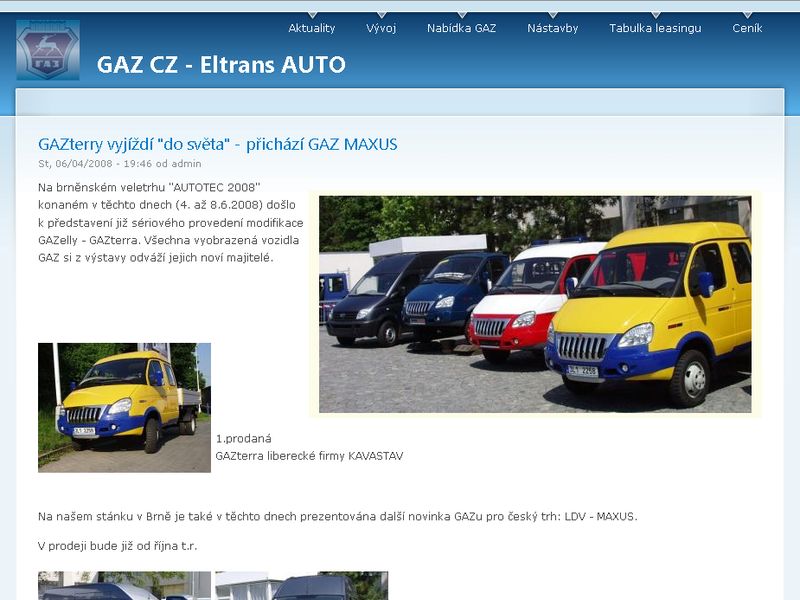 Aktuality Vývoj Nabídka GAZ Nástavby Tabulka leasingu Ceník
ГАЗ
GAZ CZ - Eltrans AUTO
GAZterry vyjíždí "do světa" - přichází GAZ MAXUS
St, 06/04/2008 - 19:46 od admin
Na brněnském veletrhu "AUTOTEC 2008"
konaném v těchto dnech (4. až 8.6.2008) došlo
k představení již sériového provedení modifikace
GAZelly - GAZterra. Všechna vyobrazená vozidla
GAZ si z výstavy odváží jejich noví majitelé.
1.prodaná
GAZterra liberecké firmy KAVASTAV
Na našem stánku v Brně je také v těchto dnech prezentována další novinka GAZu pro český trh: LDV - MAXUS.
V prodeji bude již od října t.r.